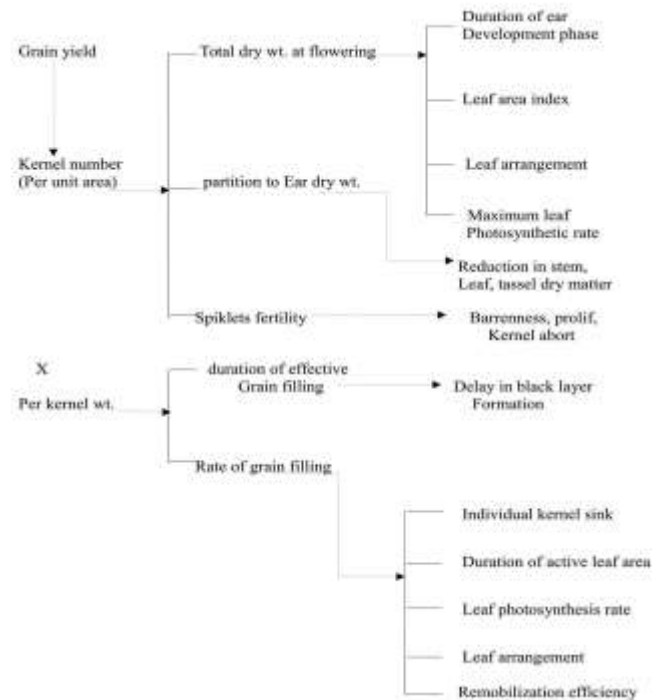 Duration of ear
Development phase
Grain yield
Total dry wt. at flowering
Leaf area index
Kernel number
(Per unit area)
partition to Ear dry wt.
Leaf arrangement
Maximum leaf
Photosynthetic rate
Reduction in stem,
Leaf, tassel dry matter
Spiklets fertility
Barrenness, prolif,
Kernel abort
X
duration of effective
Grain filling
Per kernel wt.
Delay in black layer
Formation
Rate of grain filling
Individual kernel sink
Duration of active leaf area
Leaf photosynthesis rate
Leaf arrangement
Remobilization efficiency